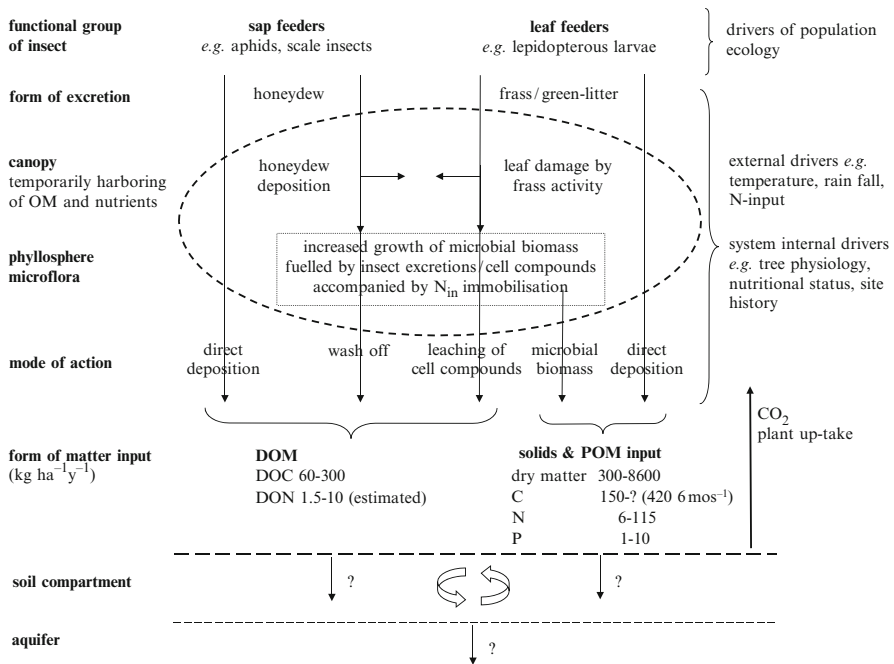 functional group
of insect
sap feeders
e.g. aphids, scale insects
leaf feeders
e.g. lepidopterous larvae
drivers of population
ecology
form of excretion
honeydew
frass/green-litter
canopy
temporarily harboring
of OM and nutrients
honeydew
deposition
leaf damage by
frass activity
external drivers e.g.
temperature, rain fall,
N-input
phyllosphere
microflora
increased growth of microbial biomass
fuelled by insect excretions/cell compounds
accompanied by Nin immobilisation
system internal drivers
e.g. tree physiology,
nutritional status, site
history
mode of action
direct
deposition
wash off
leaching of
cell compounds
microbial
biomass
direct
deposition
CO2
plant up-take
form of matter input
(kg ha−1y−1)
DOM
DOC 60-300
DON 1.5-10 (estimated)
solids & POM input
dry matter 300-8600
C 150-? (420 6 mos−1)
N 6-115
P 1-10
soil compartment
?
?
aquifer
?